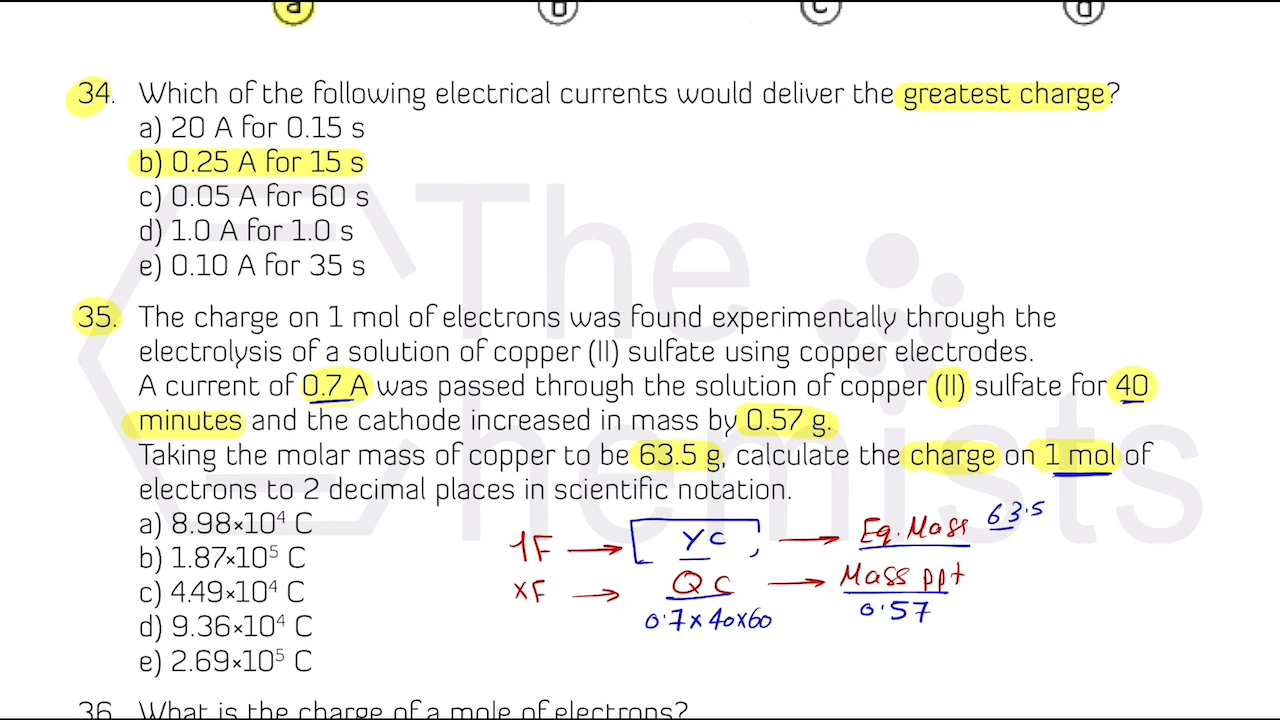 a b c d
34. Which of the following electrical currents would deliver the greatest charge?
a) 20 A for 0.15 s
b) 0.25 A for 15 s
c) 0.05 A for 60 s
d) 1.0 A for 1.0 s
e) 0.10 A for 35 s
35. The charge on 1 mol of electrons was found experimentally through the
electrolysis of a solution of copper (II) sulfate using copper electrodes.
A current of 0.7 A was passed through the solution of copper (II) sulfate for 40
minutes and the cathode increased in mass by 0.57 g.
Taking the molar mass of copper to be 63.5 g, calculate the charge on 1 mol of
electrons to 2 decimal places in scientific notation.
a) 8.98×10⁴ C
b) 1.87×10⁵ C
c) 4.49×10⁴ C
d) 9.36×10⁴ C
e) 2.69×10⁵ C
1F → YC → Eq. Mass 63.5
xF → Q C → Mass ppt
0.7 × 40 × 60 0.57
36. What is the charge of a mole of electrons?
The
Chemists